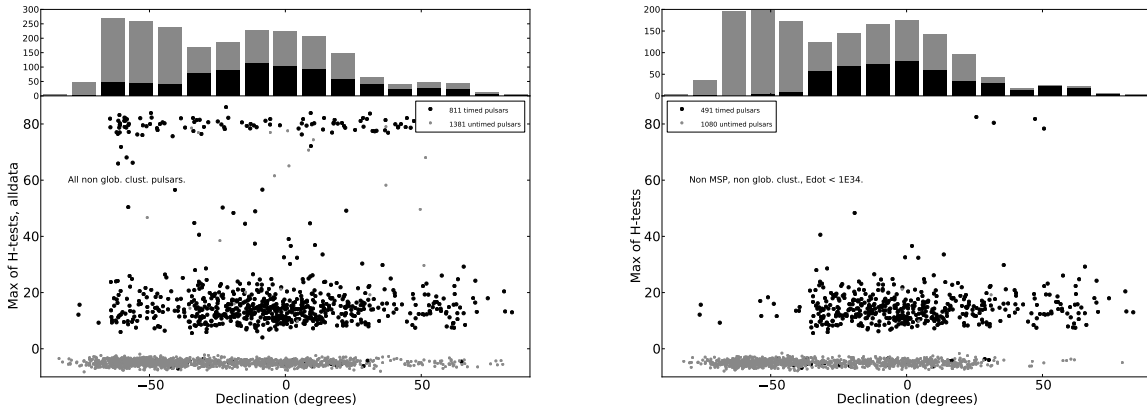 300
250
200
150
100
50
0
811 timed pulsars
1381 untimed pulsars
All non glob. clust. pulsars.
Max of H-tests, alldata
80
60
40
20
0
−50 0 50
Declination (degrees)
200
150
100
50
0
491 timed pulsars
1080 untimed pulsars
Non MSP, non glob. clust., Edot < 1E34.
Max of H-tests
80
60
40
20
0
−50 0 50
Declination (degrees)